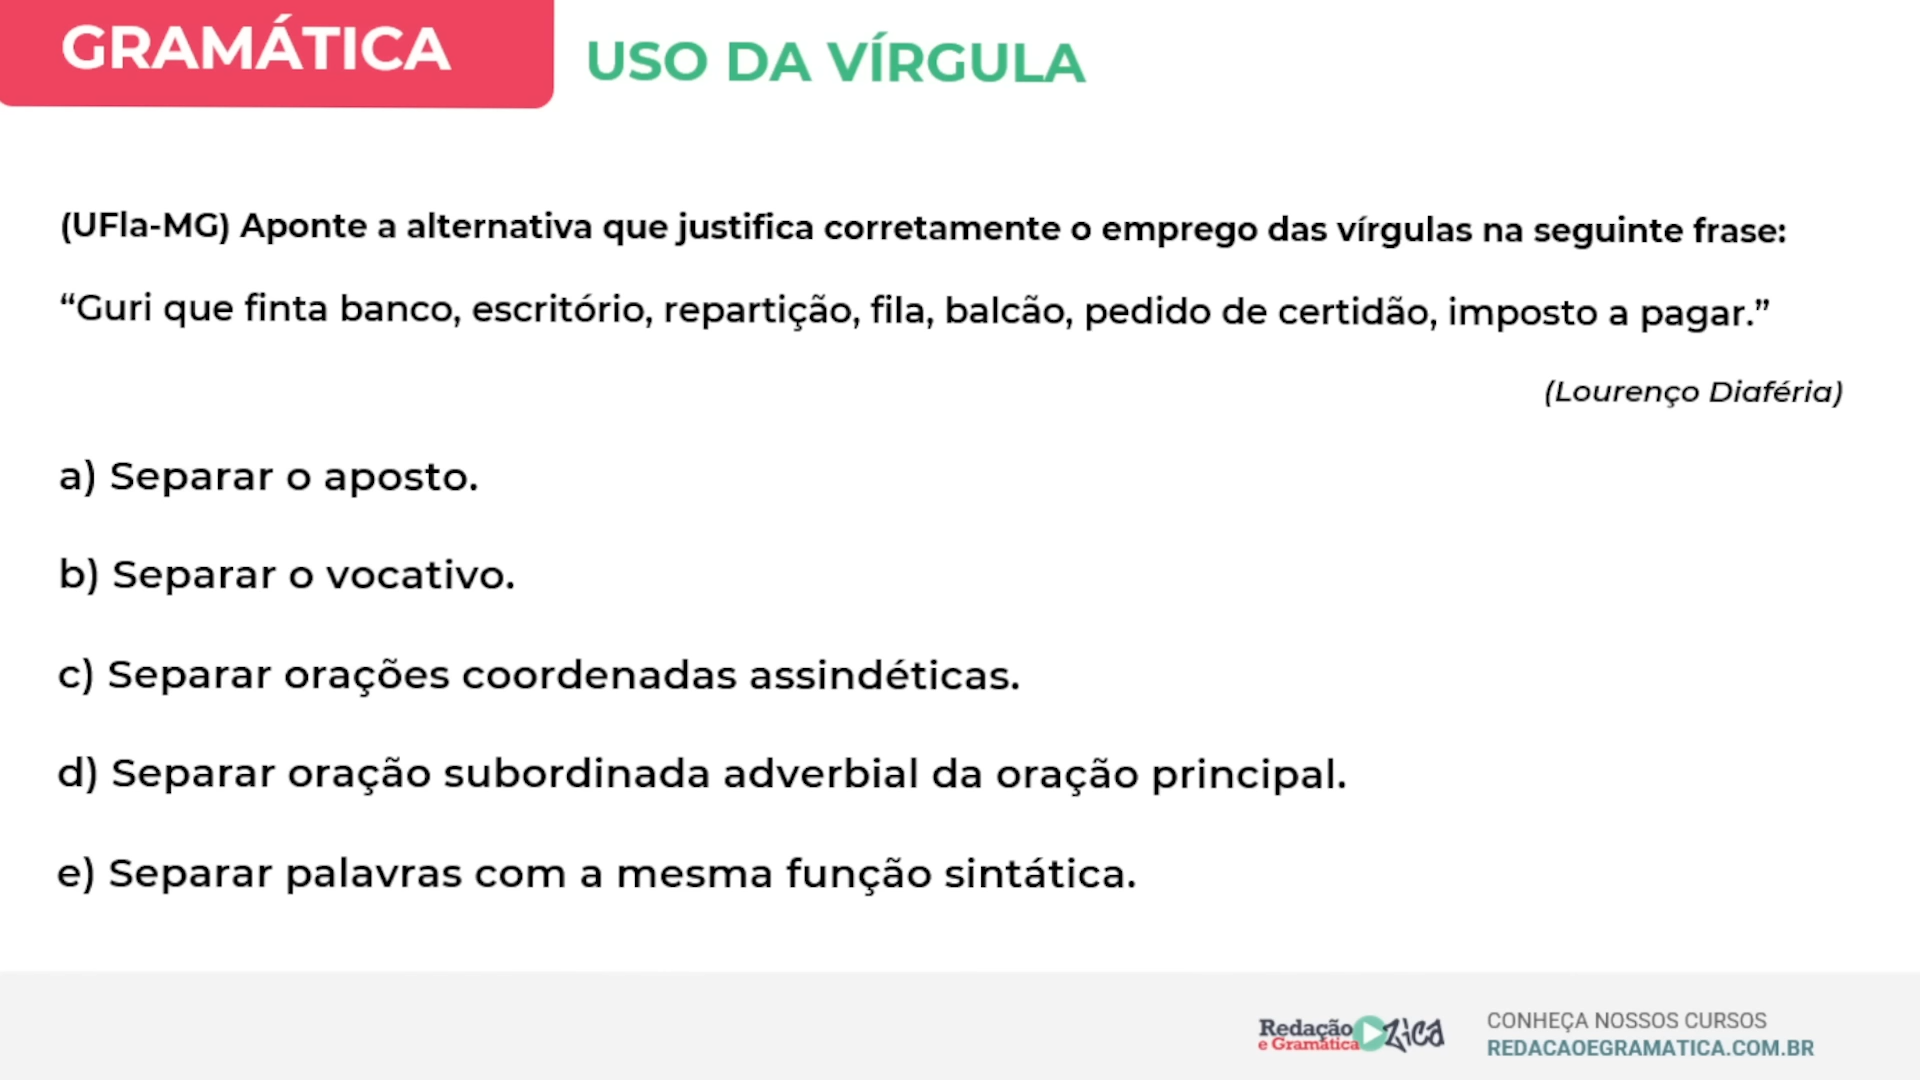 GRAMÁTICA
USO DA VÍRGULA
(UFla-MG) Aponte a alternativa que justifica corretamente o emprego das vírgulas na seguinte frase:
“Guri que finta banco, escritório, repartição, fila, balcão, pedido de certidão, imposto a pagar.”
(Lourenço Diaféria)
a) Separar o aposto.
b) Separar o vocativo.
c) Separar orações coordenadas assindéticas.
d) Separar oração subordinada adverbial da oração principal.
e) Separar palavras com a mesma função sintática.
Redação
e Gramática
Zica
CONHEÇA NOSSOS CURSOS
REDACAOEGRAMATICA.COM.BR